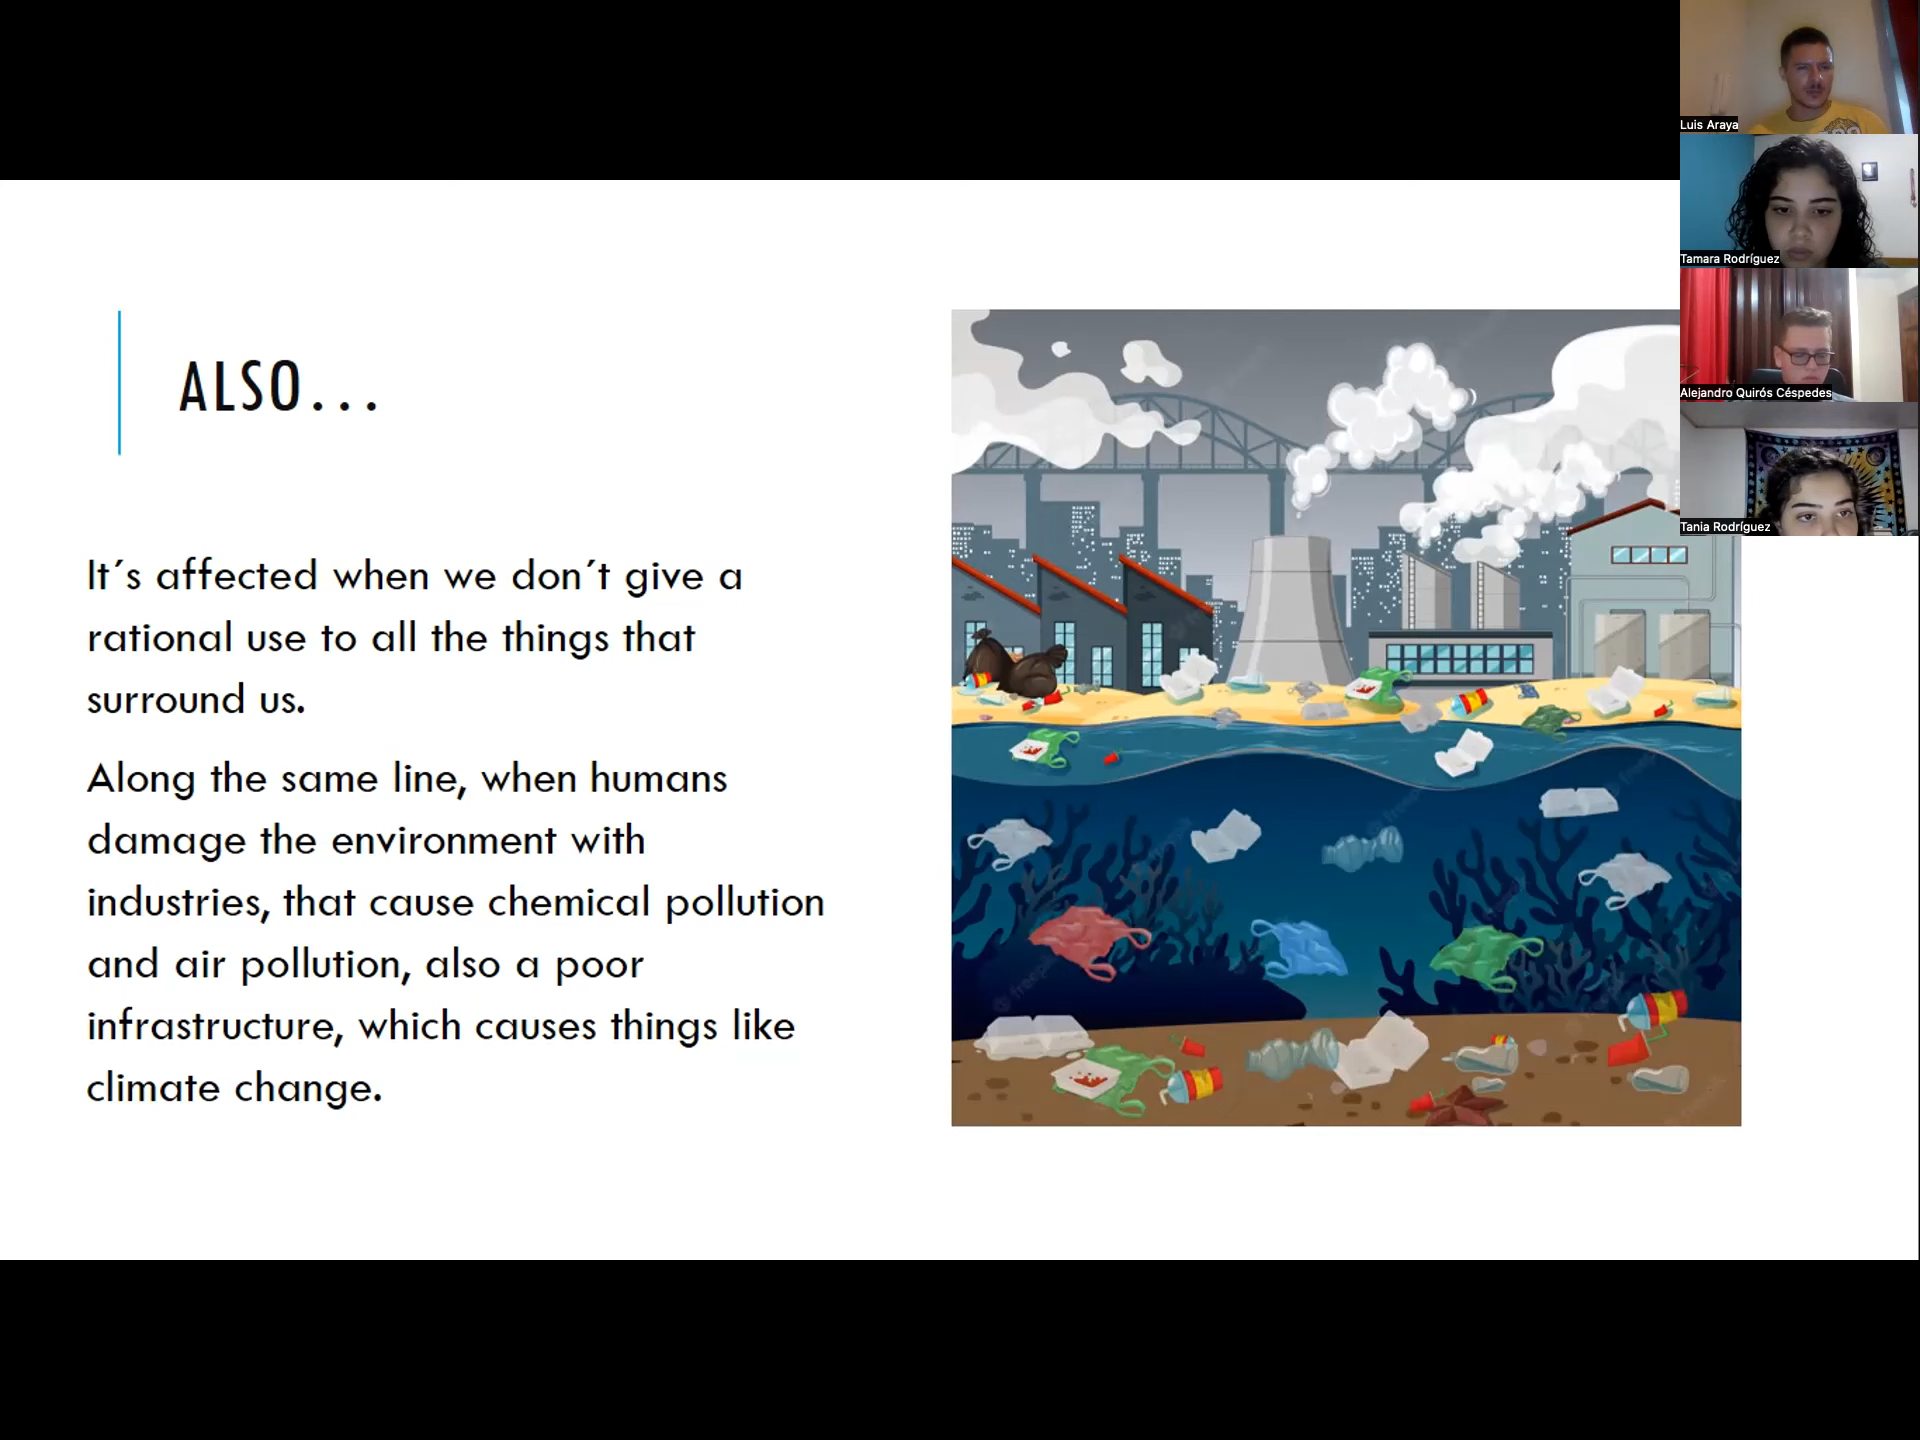 ALSO...
It´s affected when we don´t give a
rational use to all the things that
surround us.
Along the same line, when humans
damage the environment with
industries, that cause chemical pollution
and air pollution, also a poor
infrastructure, which causes things like
climate change.
Luis Araya
Tamara Rodríguez
Alejandro Quirós Céspedes
Tania Rodríguez